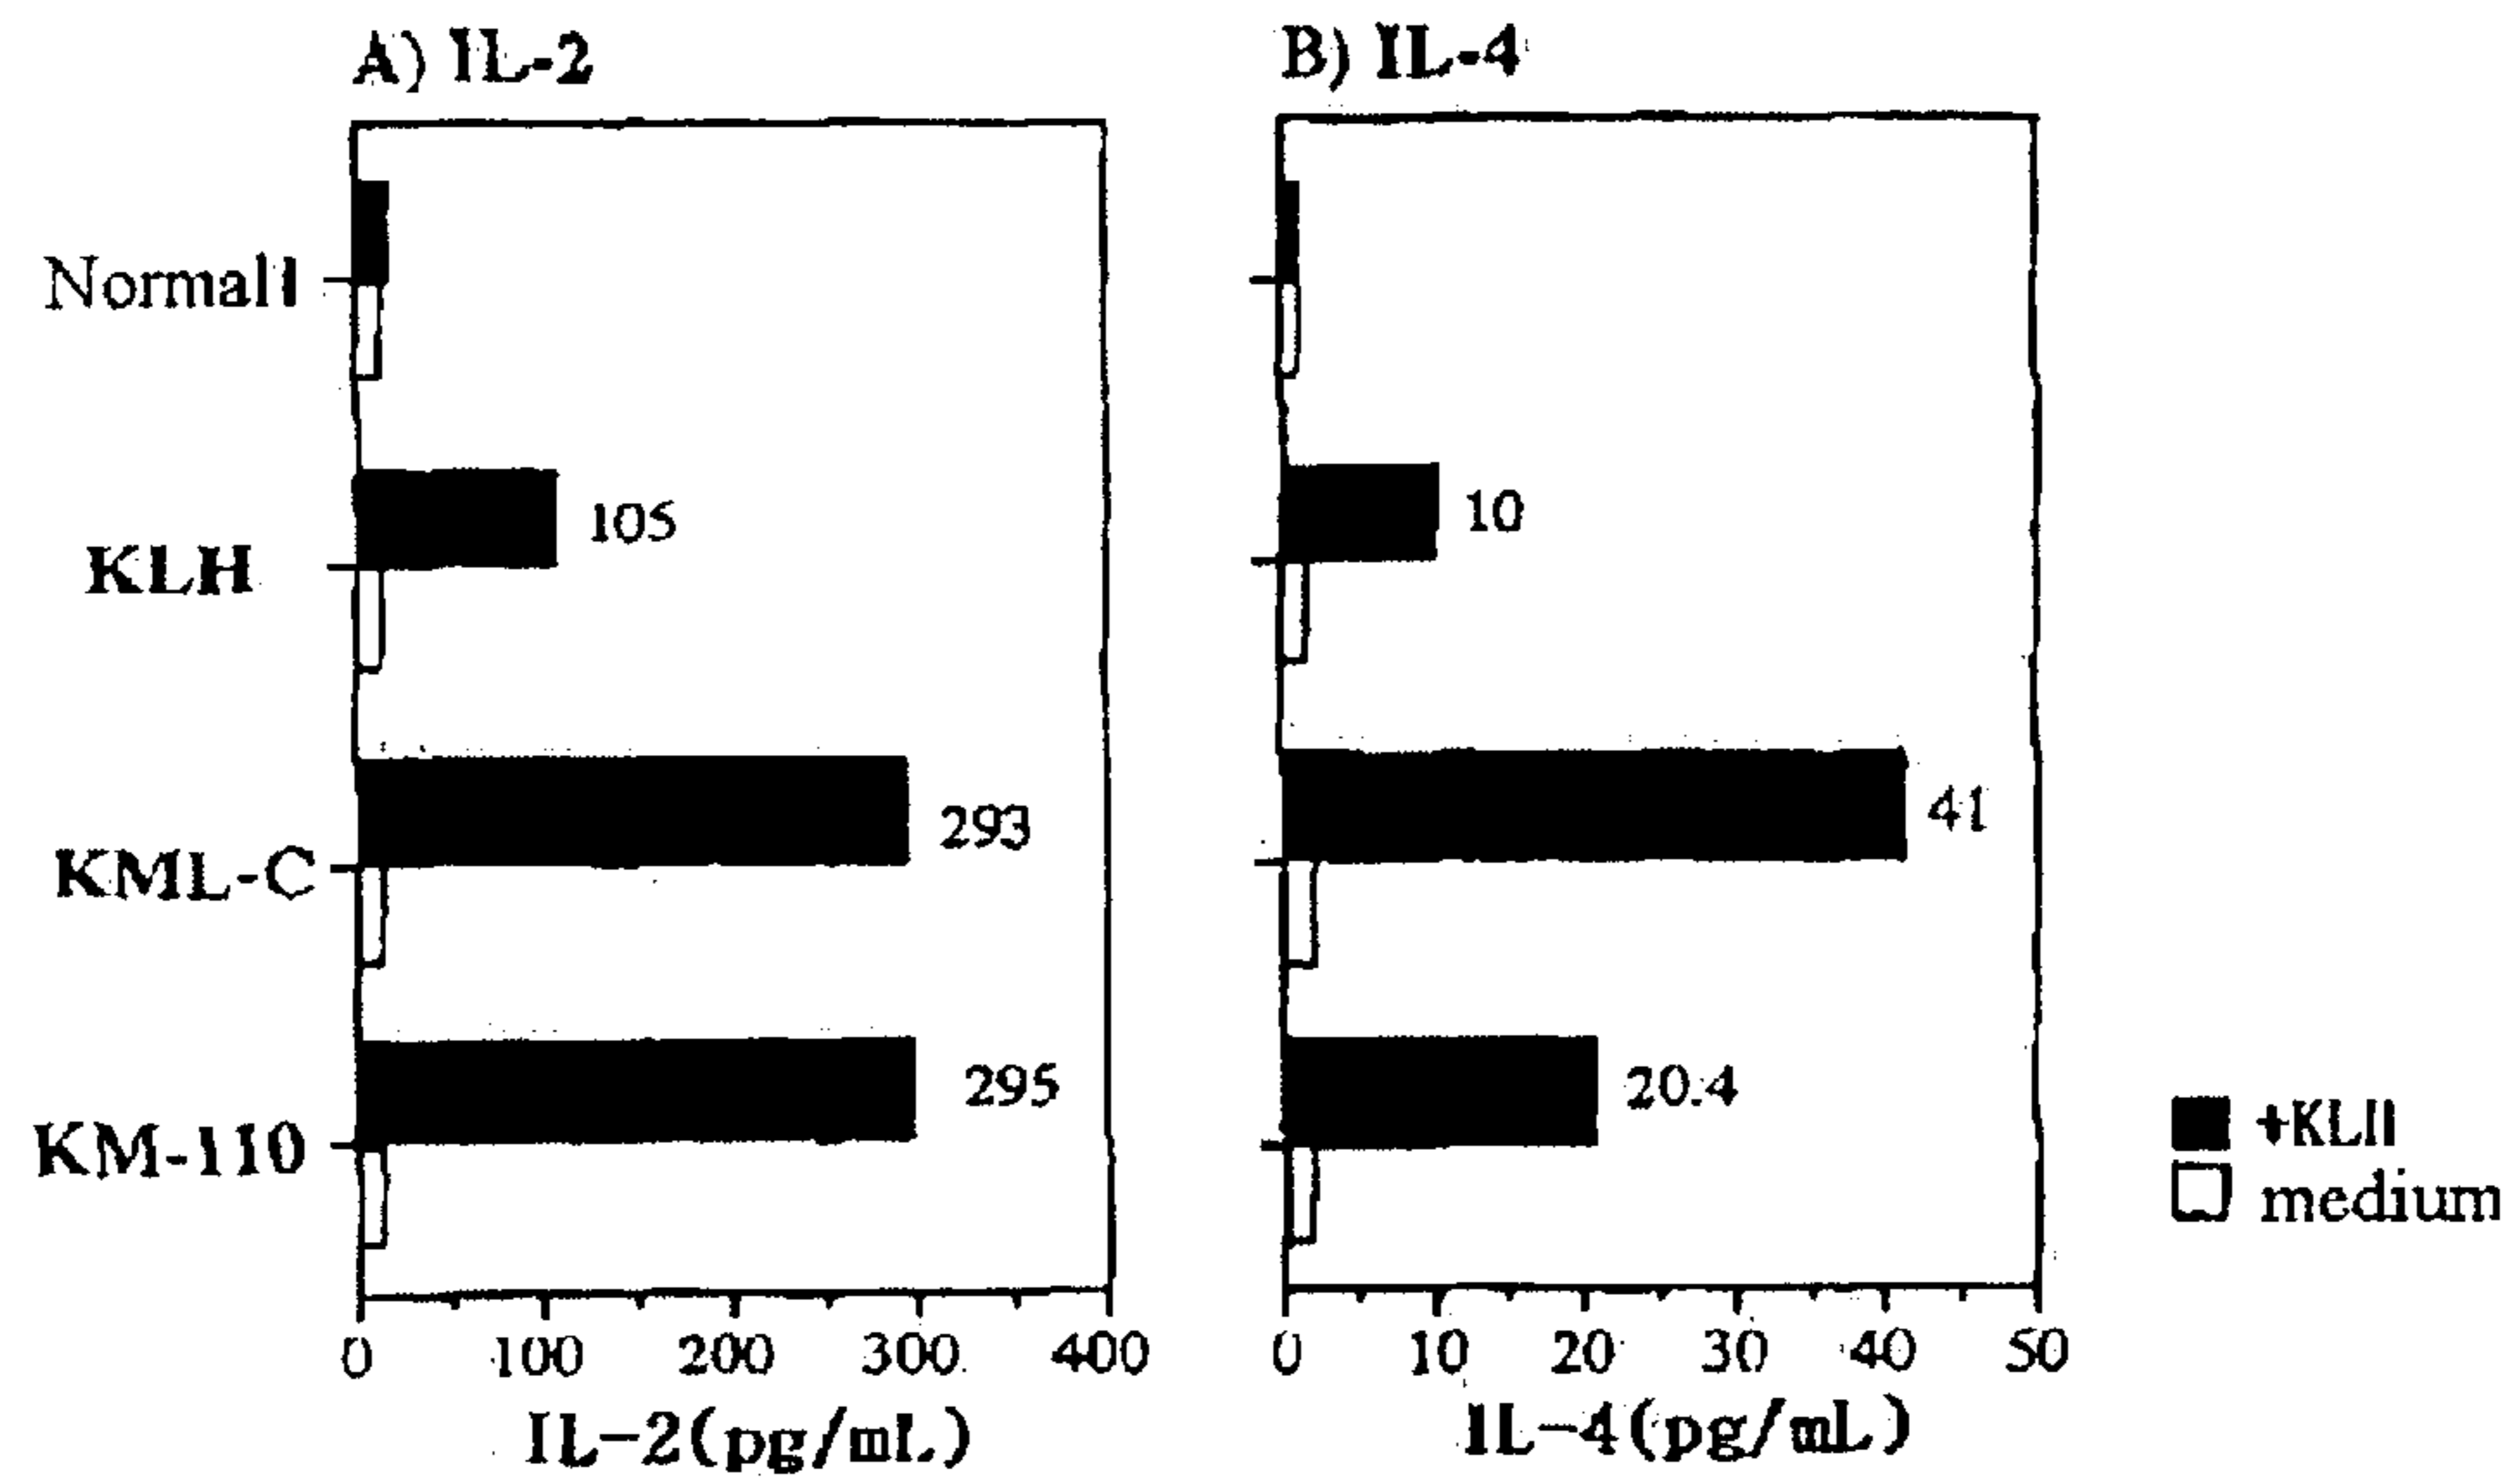 A) IL-2
B) IL-4
Normal
KLH
KML-C
KM-110
105
293
295
10
41
20.4
0 100 200 300 400
IL-2(pg/mL)
0 10 20 30 40 50
IL-4(pg/mL)
+KLH
medium